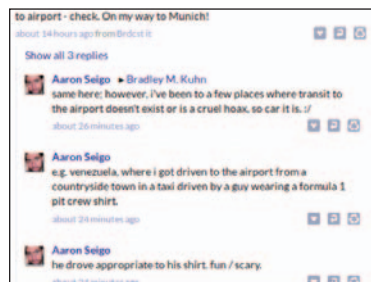 to airport - check. On my way to Munich!
about 14 hours ago from Brdcst it
Show all 3 replies
Aaron Seigo ▸ Bradley M. Kuhn
same here; however, i've been to a few places where transit to
the airport doesn't exist or is a cruel hoax. so car it is. :/
about 26 minutes ago
Aaron Seigo
e.g. venezuela, where i got driven to the airport from a
countryside town in a taxi driven by a guy wearing a formula 1
pit crew shirt.
about 24 minutes ago
Aaron Seigo
he drove appropriate to his shirt. fun / scary.
about 24 minutes ago